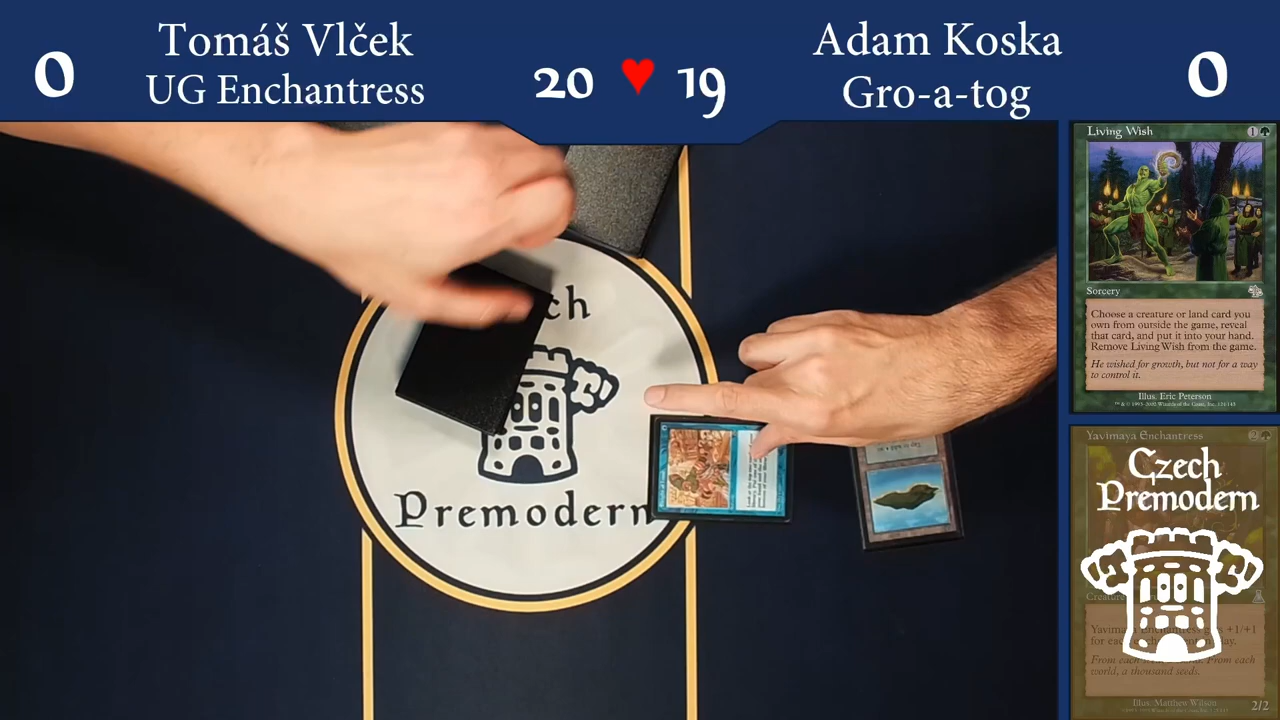 0
Tomáš Vlček
UG Enchantress
20 ♥ 19
Adam Koska
Gro-a-tog
0
ch
Premodern
Living Wish
1
Sorcery
Choose a creature or land card you
own from outside the game, reveal
that card, and put it into your hand.
Remove Living Wish from the game.
He wished for growth, but not for a way
to control it.
Illus. Eric Peterson
Yavimaya Enchantress
2
Czech
Premodern
Illus. Matthew Wilson
2/2